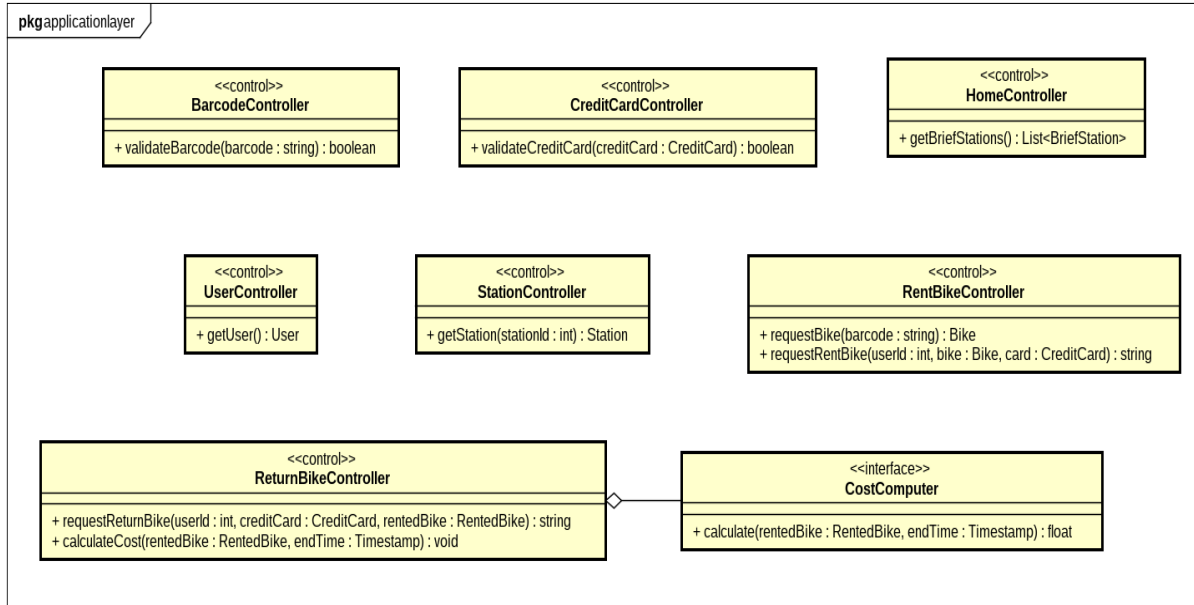 pkg applicationlayer
<<control>>
BarcodeController
+ validateBarcode(barcode : string) : boolean
<<control>>
CreditCardController
+ validateCreditCard(creditCard : CreditCard) : boolean
<<control>>
HomeController
+ getBriefStations() : List<BriefStation>
<<control>>
UserController
+ getUser() : User
<<control>>
StationController
+ getStation(stationId : int) : Station
<<control>>
RentBikeController
+ requestBike(barcode : string) : Bike
+ requestRentBike(userId : int, bike : Bike, card : CreditCard) : string
<<control>>
ReturnBikeController
+ requestReturnBike(userId : int, creditCard : CreditCard, rentedBike : RentedBike) : string
+ calculateCost(rentedBike : RentedBike, endTime : Timestamp) : void
<<interface>>
CostComputer
+ calculate(rentedBike : RentedBike, endTime : Timestamp) : float